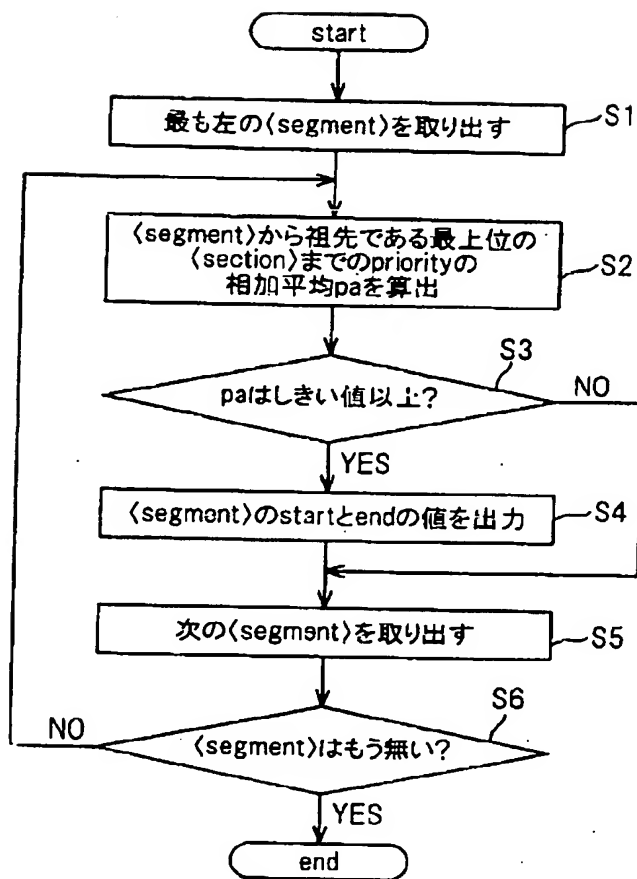 start
最も左の〈segment〉を取り出す
S1
〈segment〉から祖先である最上位の
〈section〉までのpriorityの
相加平均paを算出
S2
paはしきい値以上?
S3
NO
YES
〈segment〉のstartとendの値を出力
S4
次の〈segment〉を取り出す
S5
〈segment〉はもう無い?
S6
NO
YES
end